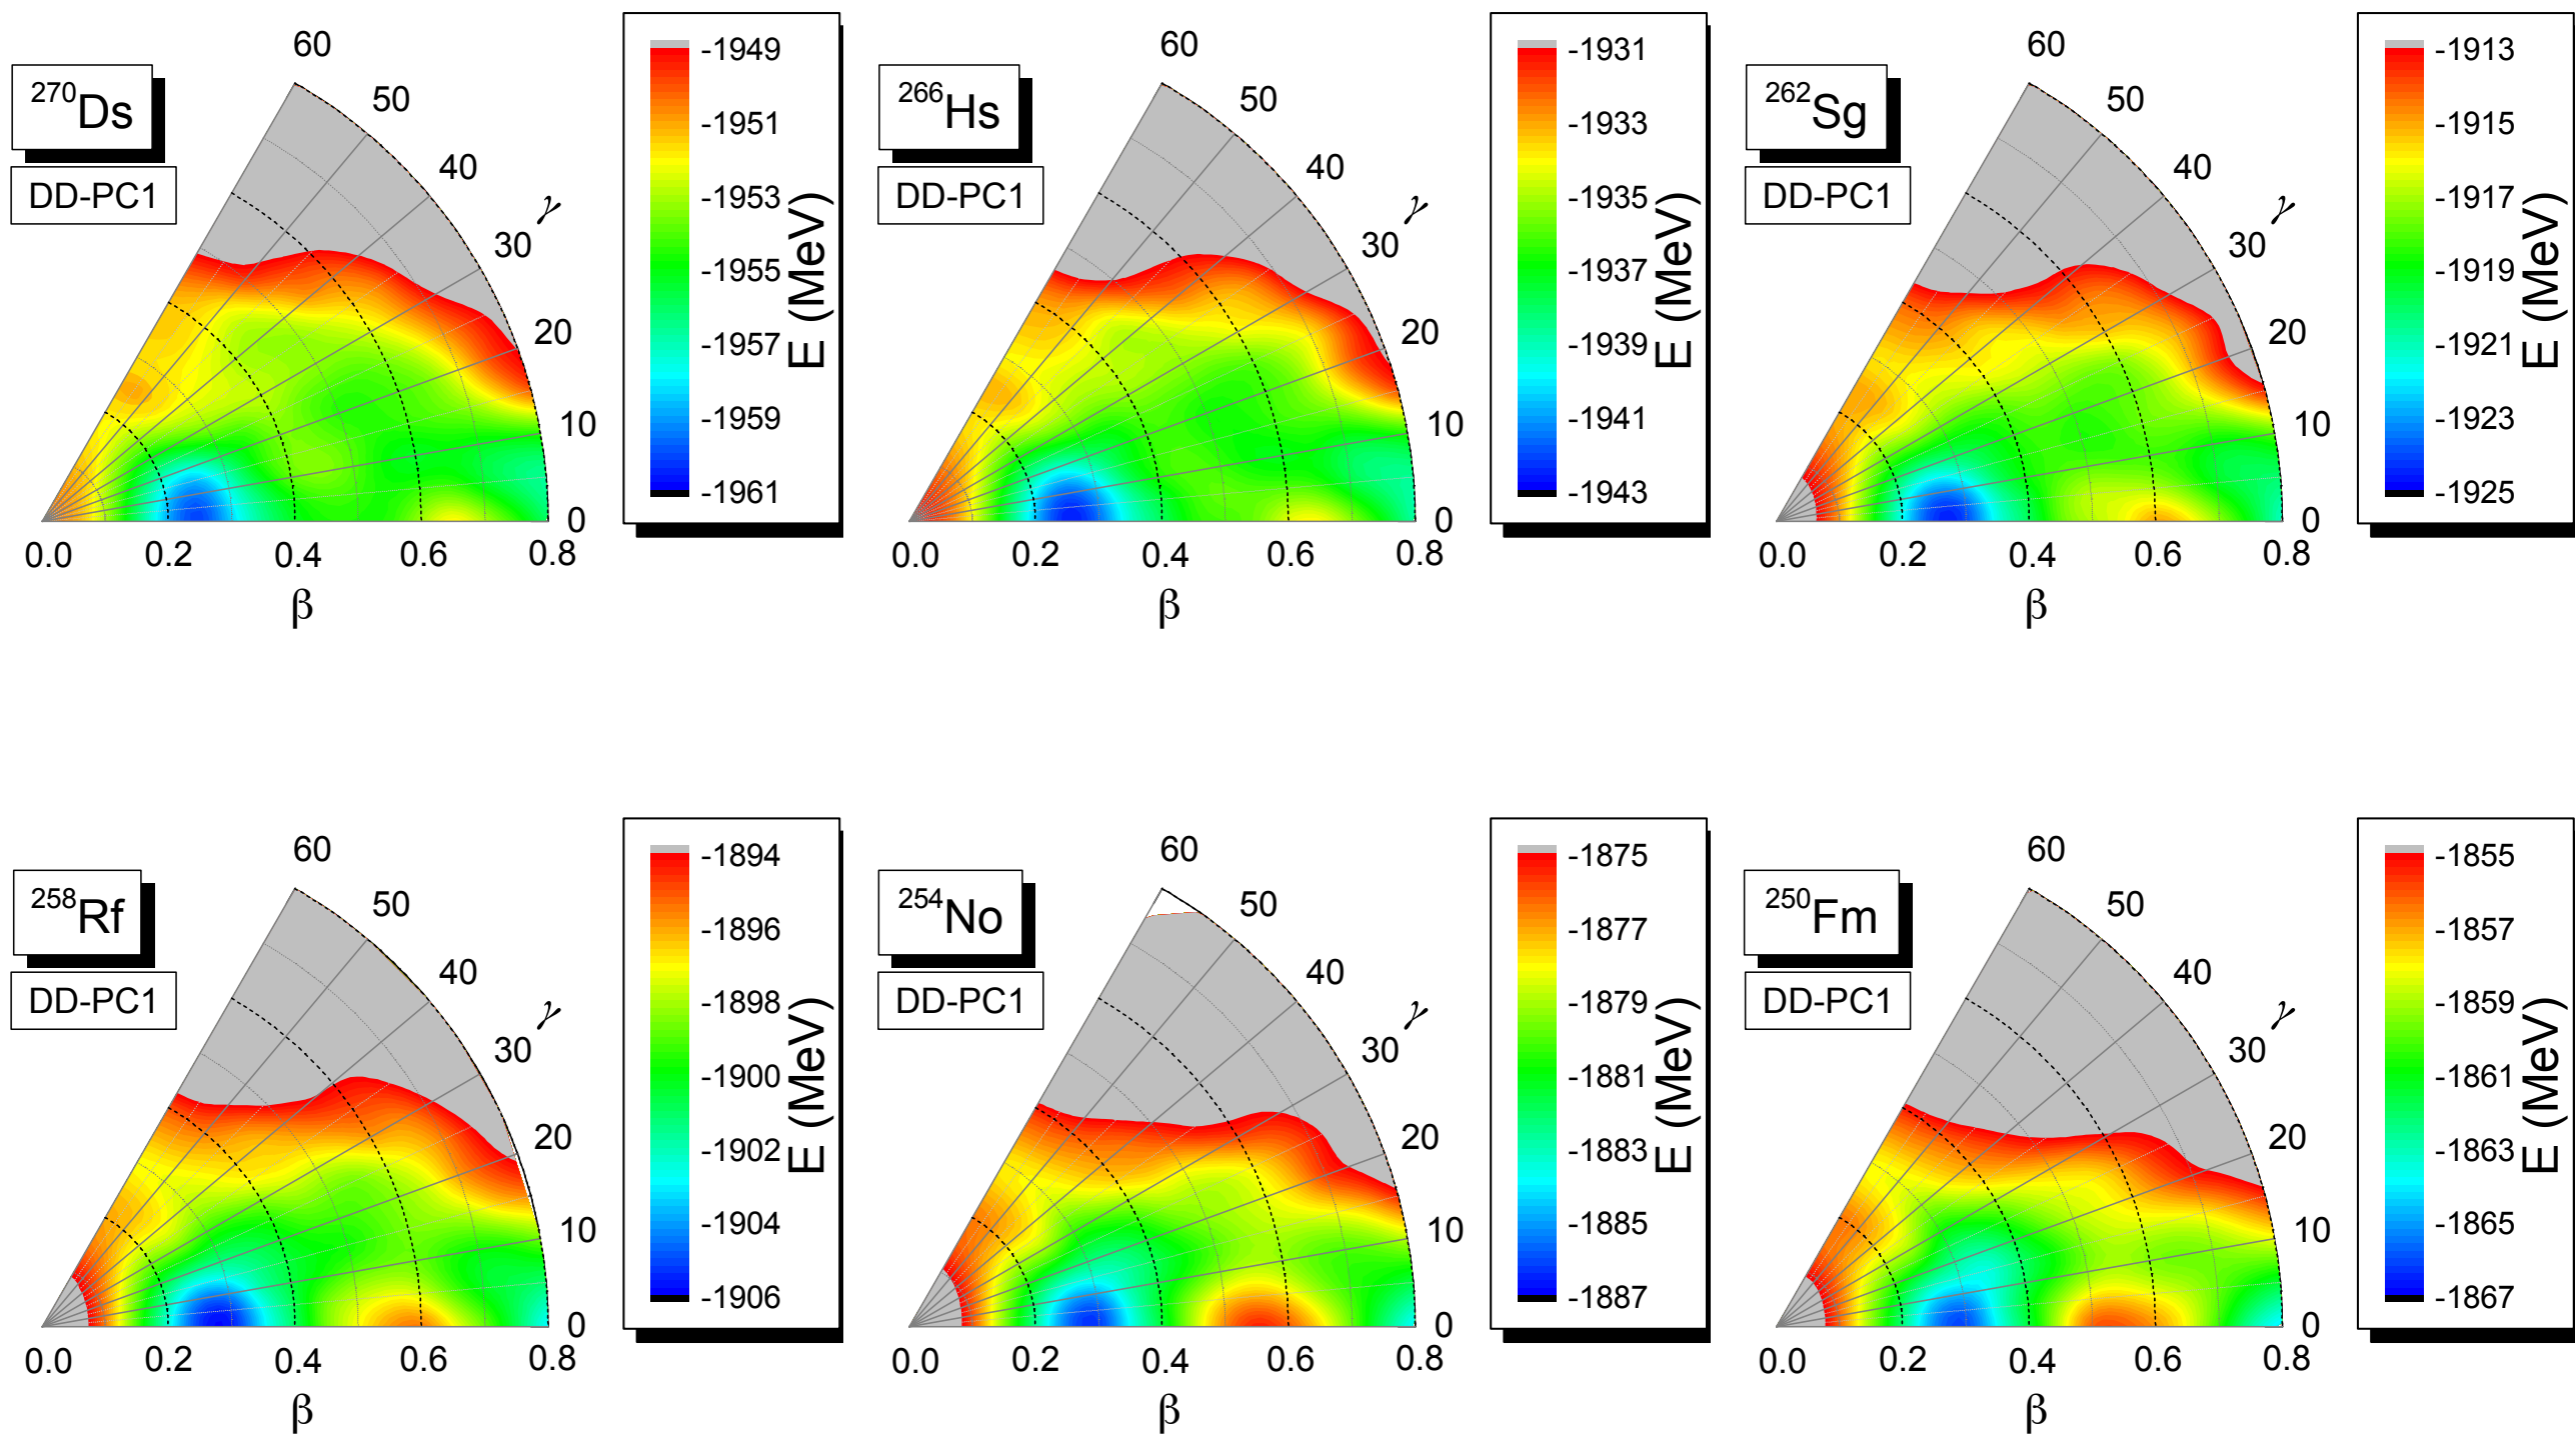 270Ds
DD-PC1
60
50
40
30
20
10
0
γ
0.0 0.2 0.4 0.6 0.8
β
-1949
-1951
-1953
-1955
-1957
-1959
-1961
E (MeV)
266Hs
DD-PC1
60
50
40
30
20
10
0
γ
0.0 0.2 0.4 0.6 0.8
β
-1931
-1933
-1935
-1937
-1939
-1941
-1943
E (MeV)
262Sg
DD-PC1
60
50
40
30
20
10
0
γ
0.0 0.2 0.4 0.6 0.8
β
-1913
-1915
-1917
-1919
-1921
-1923
-1925
E (MeV)
258Rf
DD-PC1
60
50
40
30
20
10
0
γ
0.0 0.2 0.4 0.6 0.8
β
-1894
-1896
-1898
-1900
-1902
-1904
-1906
E (MeV)
254No
DD-PC1
60
50
40
30
20
10
0
γ
0.0 0.2 0.4 0.6 0.8
β
-1875
-1877
-1879
-1881
-1883
-1885
-1887
E (MeV)
250Fm
DD-PC1
60
50
40
30
20
10
0
γ
0.0 0.2 0.4 0.6 0.8
β
-1855
-1857
-1859
-1861
-1863
-1865
-1867
E (MeV)